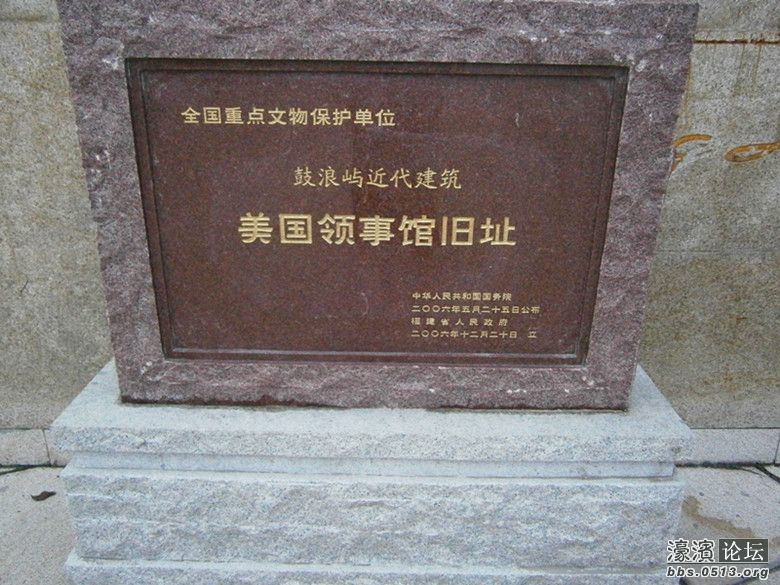 全国重点文物保护单位
鼓浪屿近代建筑
美国领事馆旧址
中华人民共和国国务院
二〇〇六年五月二十五日公布
福建省人民政府
二〇〇六年十二月二十日 立
濠滨 论坛
bbs.0513.org